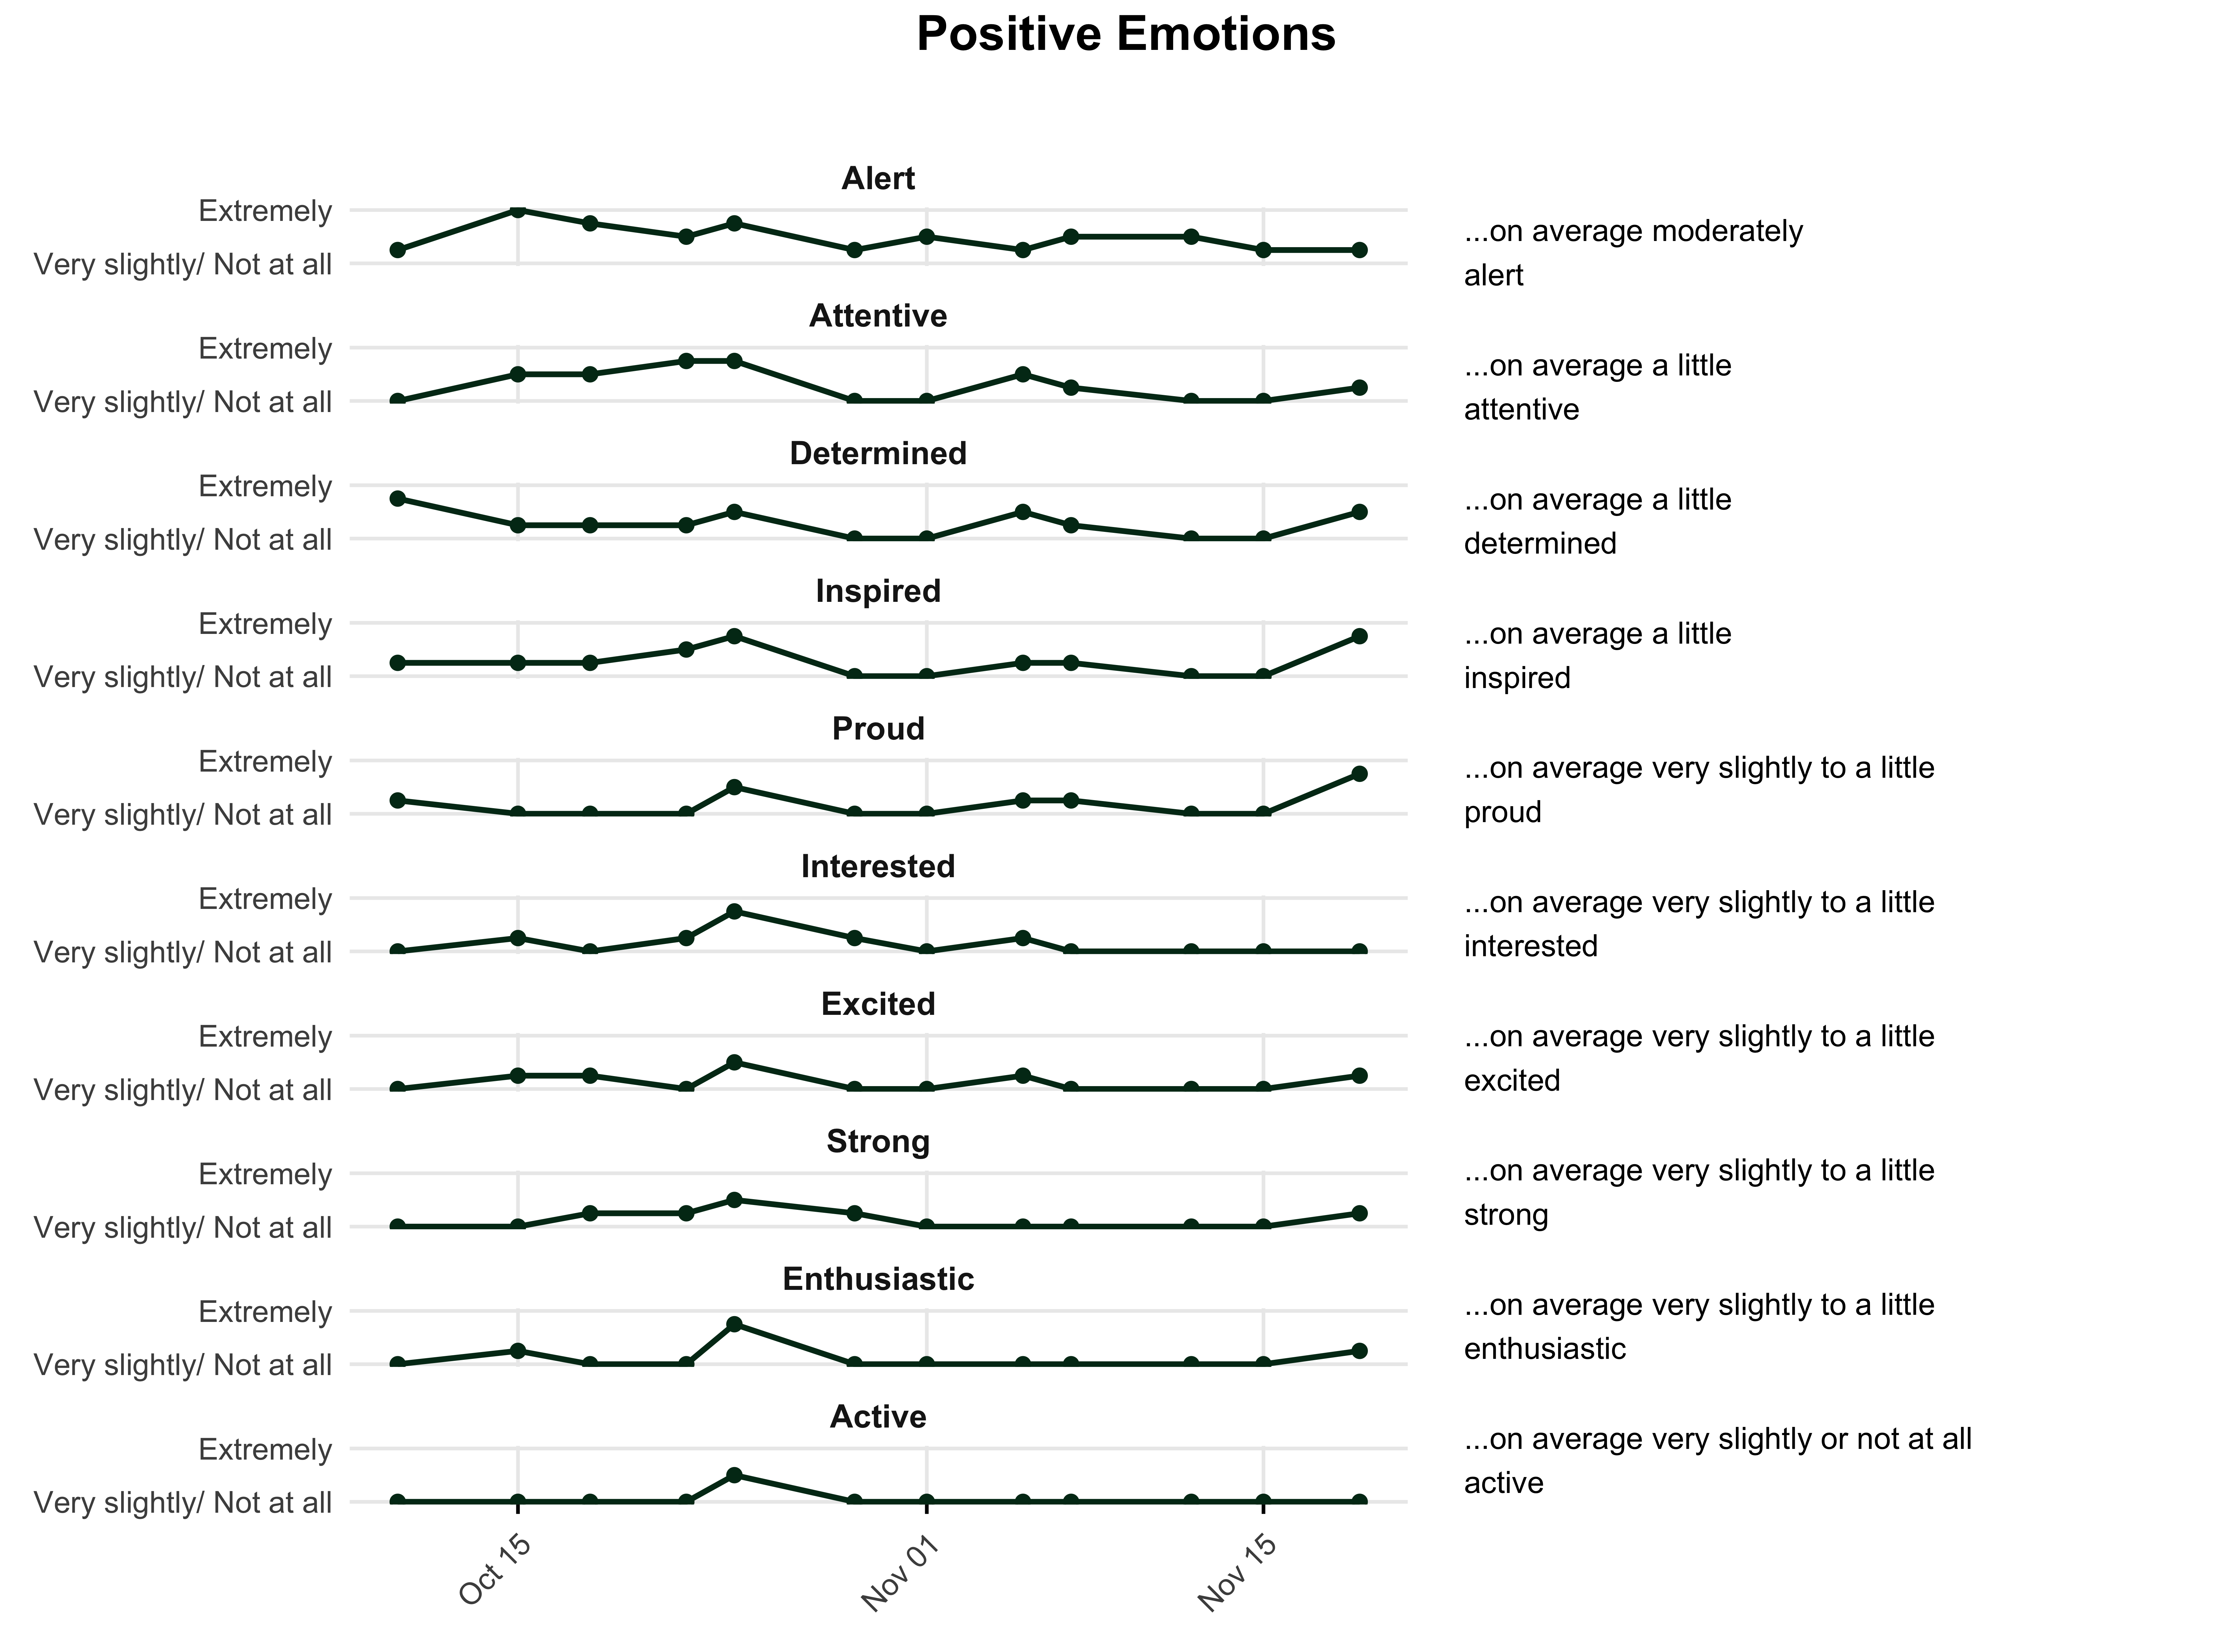 Positive Emotions
Alert
Extremely
Very slightly/ Not at all
...on average moderately
alert
Attentive
Extremely
Very slightly/ Not at all
...on average a little
attentive
Determined
Extremely
Very slightly/ Not at all
...on average a little
determined
Inspired
Extremely
Very slightly/ Not at all
...on average a little
inspired
Proud
Extremely
Very slightly/ Not at all
...on average very slightly to a little
proud
Interested
Extremely
Very slightly/ Not at all
...on average very slightly to a little
interested
Excited
Extremely
Very slightly/ Not at all
...on average very slightly to a little
excited
Strong
Extremely
Very slightly/ Not at all
...on average very slightly to a little
strong
Enthusiastic
Extremely
Very slightly/ Not at all
...on average very slightly to a little
enthusiastic
Active
Extremely
Very slightly/ Not at all
...on average very slightly or not at all
active
Oct 15
Nov 01
Nov 15